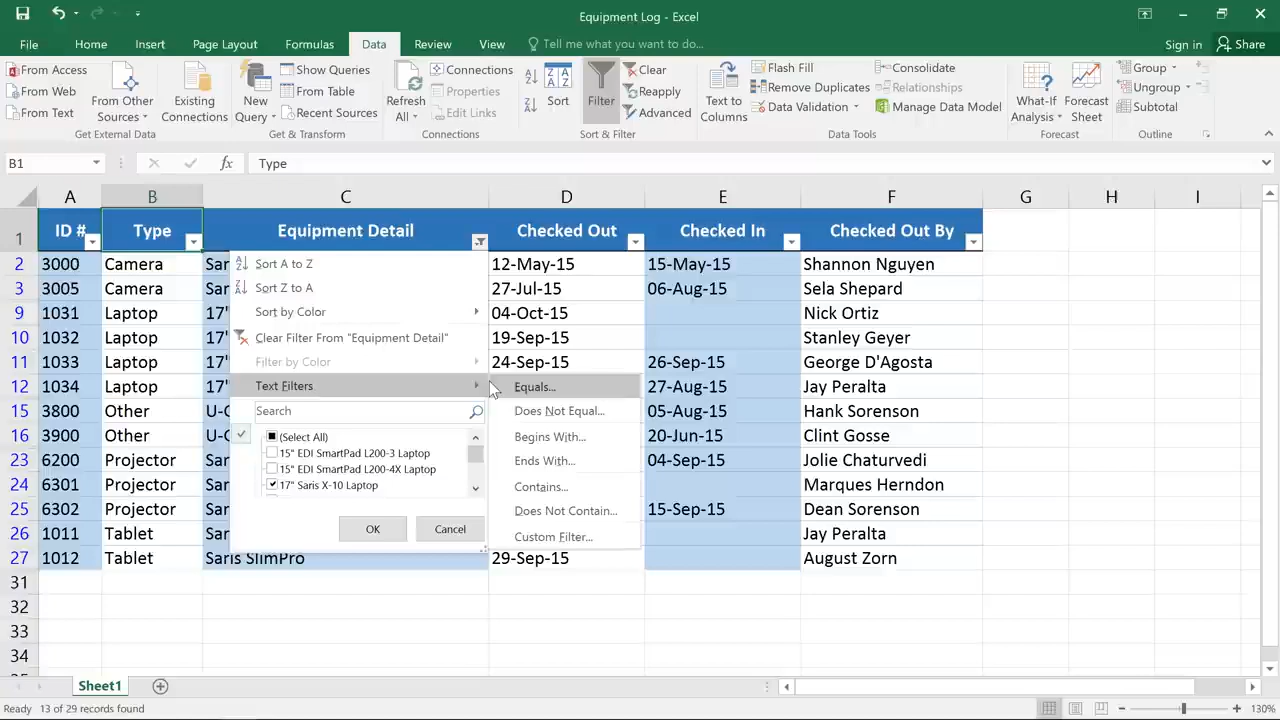 Equipment Log - Excel
File Home Insert Page Layout Formulas Data Review View Tell me what you want to do... Sign in Share
From Access
From Web
From Text
From Other Sources
Existing Connections
Get External Data
New Query
Show Queries
From Table
Recent Sources
Get & Transform
Refresh All
Connections
Properties
Edit Links
Connections
Sort
Filter
Clear
Reapply
Advanced
Sort & Filter
Text to Columns
Flash Fill
Remove Duplicates
Data Validation
Consolidate
Relationships
Manage Data Model
Data Tools
What-If Analysis
Forecast Sheet
Forecast
Group
Ungroup
Subtotal
Outline
B1 fx Type
A B C D E F G H I
1 ID # Type Equipment Detail Checked Out Checked In Checked Out By
2 3000 Camera Sar 12-May-15 15-May-15 Shannon Nguyen
3 3005 Camera Sar 27-Jul-15 06-Aug-15 Sela Shepard
9 1031 Laptop 17" 04-Oct-15 Nick Ortiz
10 1032 Laptop 17" 19-Sep-15 Stanley Geyer
11 1033 Laptop 17" 24-Sep-15 26-Sep-15 George D'Agosta
12 1034 Laptop 17" 27-Aug-15 Jay Peralta
15 3800 Other U-C 05-Aug-15 Hank Sorenson
16 3900 Other U-C 20-Jun-15 Clint Gosse
23 6200 Projector Sar 04-Sep-15 Jolie Chaturvedi
24 6301 Projector Sar Marques Herndon
25 6302 Projector Sar 15-Sep-15 Dean Sorenson
26 1011 Tablet Sar Jay Peralta
27 1012 Tablet Saris SlimPro 29-Sep-15 August Zorn
31
32
33
34
Sort A to Z
Sort Z to A
Sort by Color
Clear Filter From "Equipment Detail"
Filter by Color
Text Filters
Search
(Select All)
15" EDI SmartPad L200-3 Laptop
15" EDI SmartPad L200-4X Laptop
17" Saris X-10 Laptop
OK Cancel
Equals...
Does Not Equal...
Begins With...
Ends With...
Contains...
Does Not Contain...
Custom Filter...
Sheet1
Ready 13 of 29 records found 130%